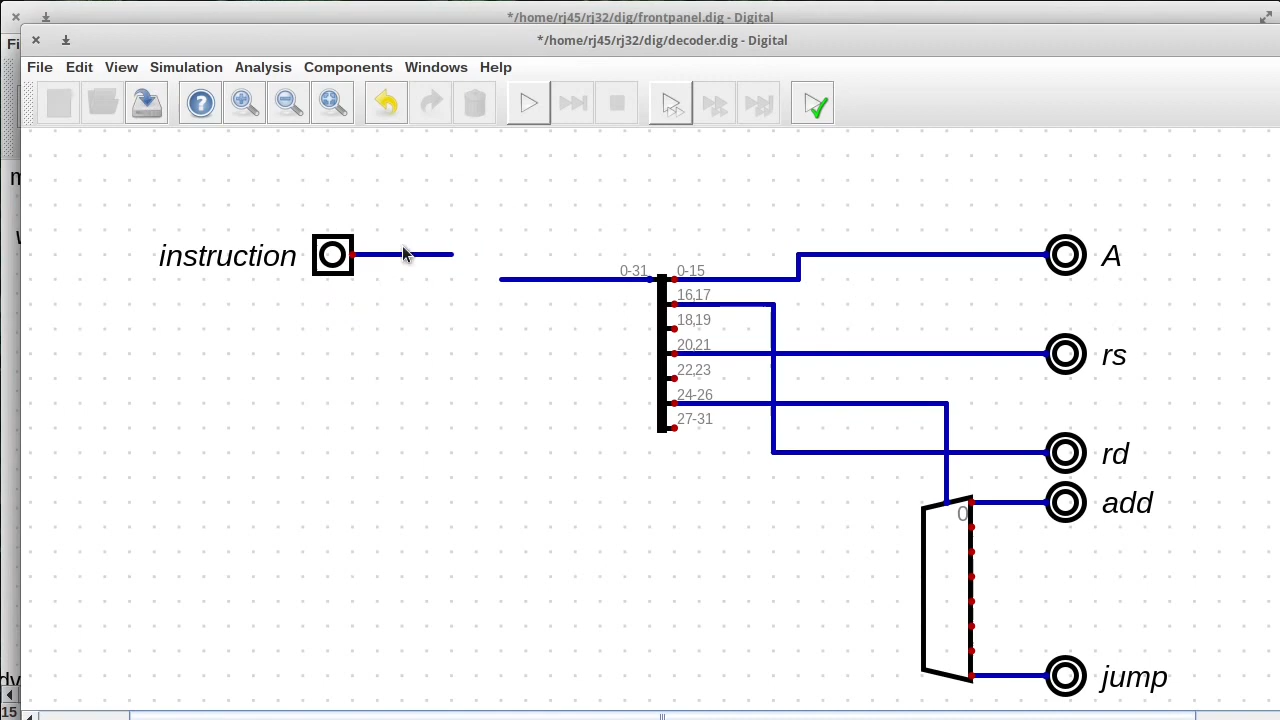 */home/rj45/rj32/dig/frontpanel.dig - Digital
Fi
*/home/rj45/rj32/dig/decoder.dig - Digital
File Edit View Simulation Analysis Components Windows Help
instruction
0-31
0-15
16,17
18,19
20,21
22,23
24-26
27-31
A
rs
rd
add
0
jump
15